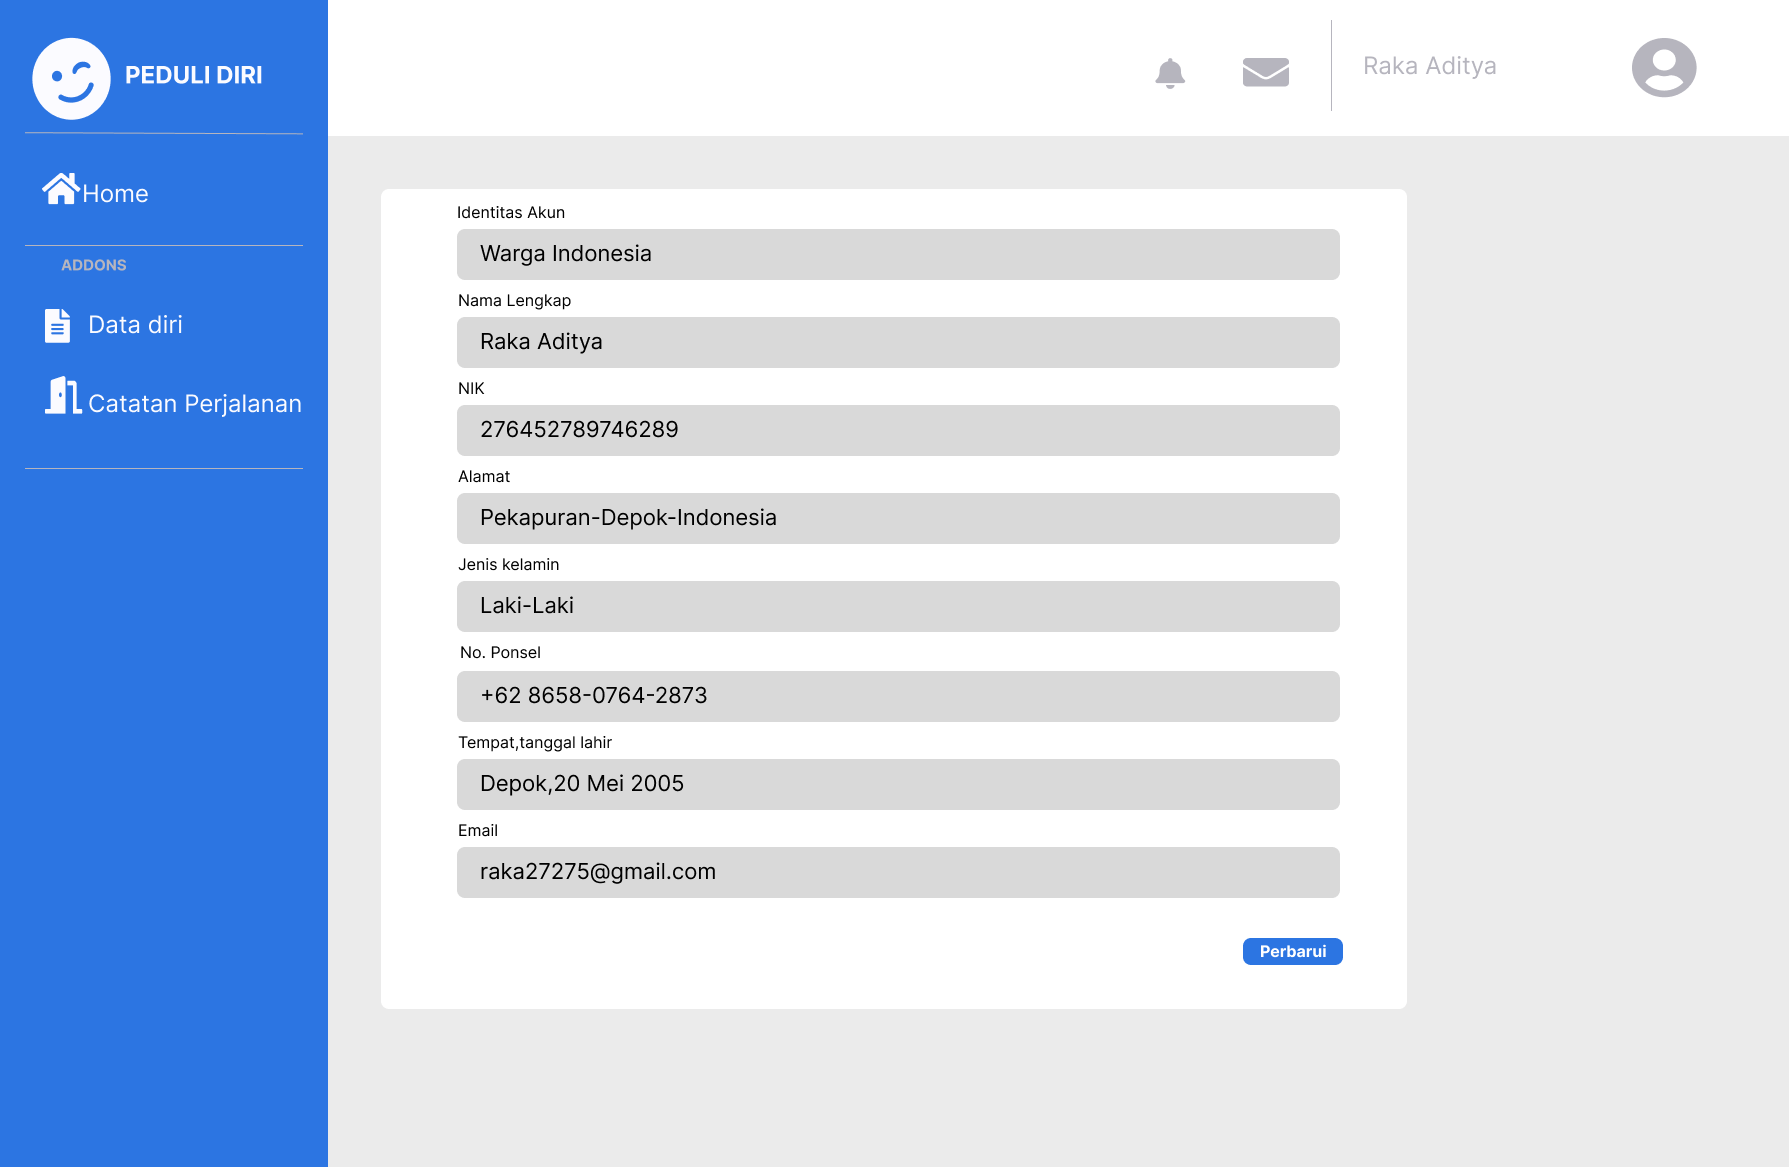 PEDULI DIRI
Home
ADDONS
Data diri
Catatan Perjalanan
Raka Aditya
Identitas Akun
Warga Indonesia
Nama Lengkap
Raka Aditya
NIK
276452789746289
Alamat
Pekapuran-Depok-Indonesia
Jenis kelamin
Laki-Laki
No. Ponsel
+62 8658-0764-2873
Tempat,tanggal lahir
Depok,20 Mei 2005
Email
raka27275@gmail.com
Perbarui